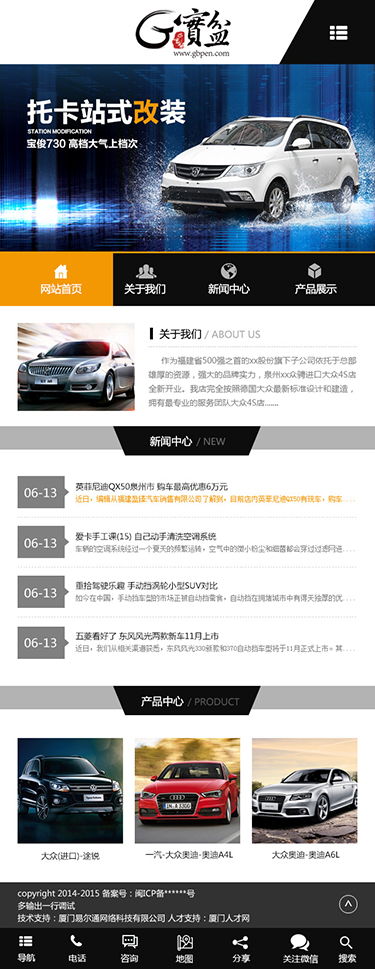 G寶盆
www.gbpen.com
托卡站式改装
STATION MODIFICATION
宝俊730 高档大气上档次
网站首页 关于我们 新闻中心 产品展示
关于我们 / ABOUT US
作为福建省500强之首的xx股份旗下子公司依托于总部
雄厚的资源，强大的品牌实力，泉州xx众骋进口大众4S店
全新开业。我店完全按照德国大众最新标准设计和建造，
拥有最专业的服务团队大众4S店.......
新闻中心 / NEW
06-13
英菲尼迪QX50泉州市 购车最高优惠6万元
近日，编辑从福建盈臻汽车销售有限公司了解到，目前店内英菲尼迪QX50有现车，购车....
06-13
爱卡手工课(15) 自己动手清洗空调系统
车辆的空调系统经过一个夏天的频繁运转，空气中的微小粉尘和细菌都会穿过过滤网进....
06-13
重拾驾驶乐趣 手动挡涡轮小型SUV对比
如今在中国，手动挡车型的市场正被自动挡蚕食，自动挡在拥堵城市中有得天独厚的优....
06-13
五菱看好了 东风风光两款新车11月上市
近日，我们从相关渠道获悉，东风风光330继续和370自动挡车型将于11月正式上市。其....
产品中心 / PRODUCT
大众(进口)-途锐
一汽-大众奥迪-奥迪A4L
大众奥迪-奥迪A6L
copyright 2014-2015 备案号：闽ICP备******号
多输出一行调试
技术支持：厦门易尔通网络科技有限公司 人才支持：厦门人才网
导航 电话 咨询 地图 分享 关注微信 搜索